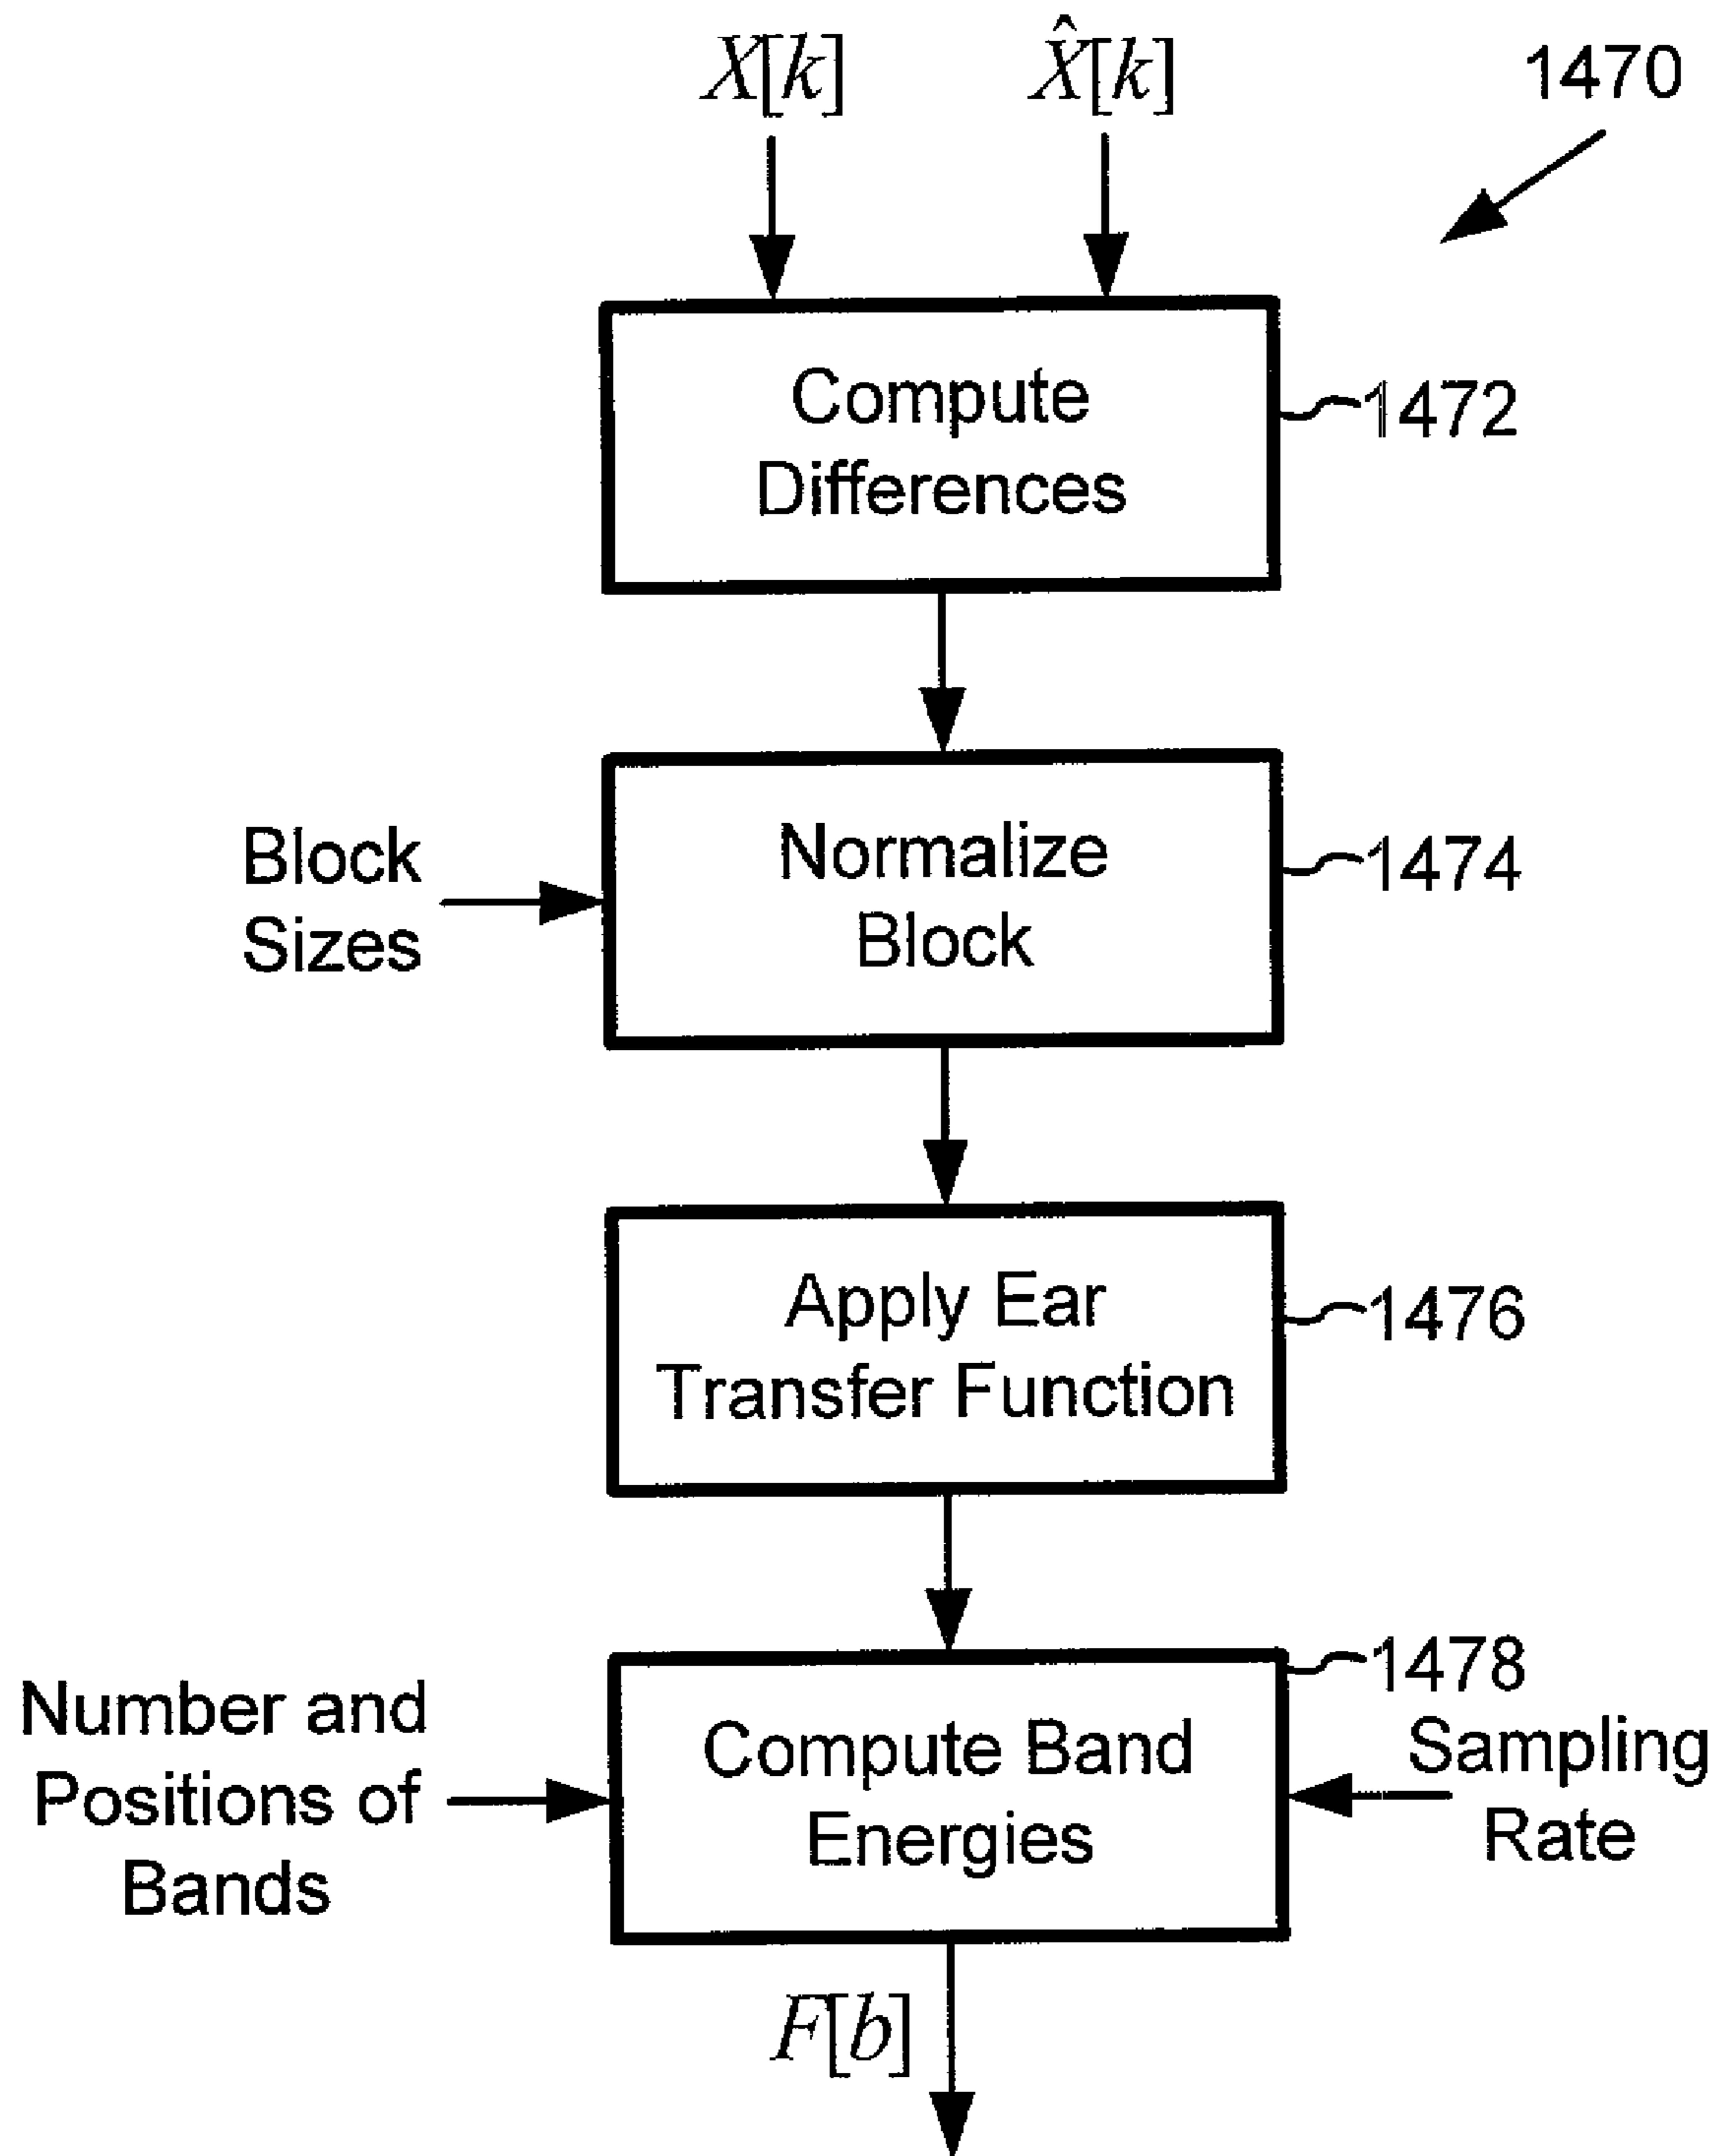 X[k]
X̂[k]
1470
Compute
Differences
1472
Block
Sizes
Normalize
Block
1474
Apply Ear
Transfer Function
1476
Number and
Positions of
Bands
Compute Band
Energies
1478
Sampling
Rate
F[b]